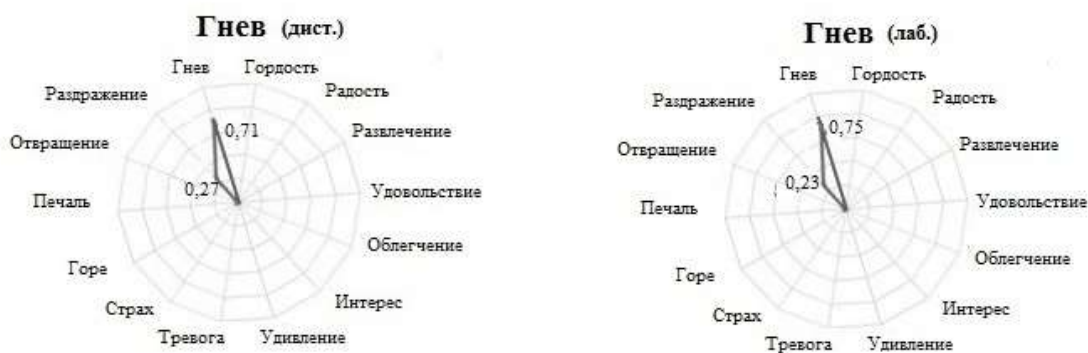 Гнев (дист.)
Гнев
Гордость
Раздражение
Радость
Отвращение
Развлечение
0,71
0,27
Печаль
Удовольствие
Горе
Облегчение
Страх
Интерес
Тревога
Удивление
Гнев (лаб.)
Гнев
Гордость
Раздражение
Радость
Отвращение
Развлечение
0,75
0,23
Печаль
Удовольствие
Горе
Облегчение
Страх
Интерес
Тревога
Удивление